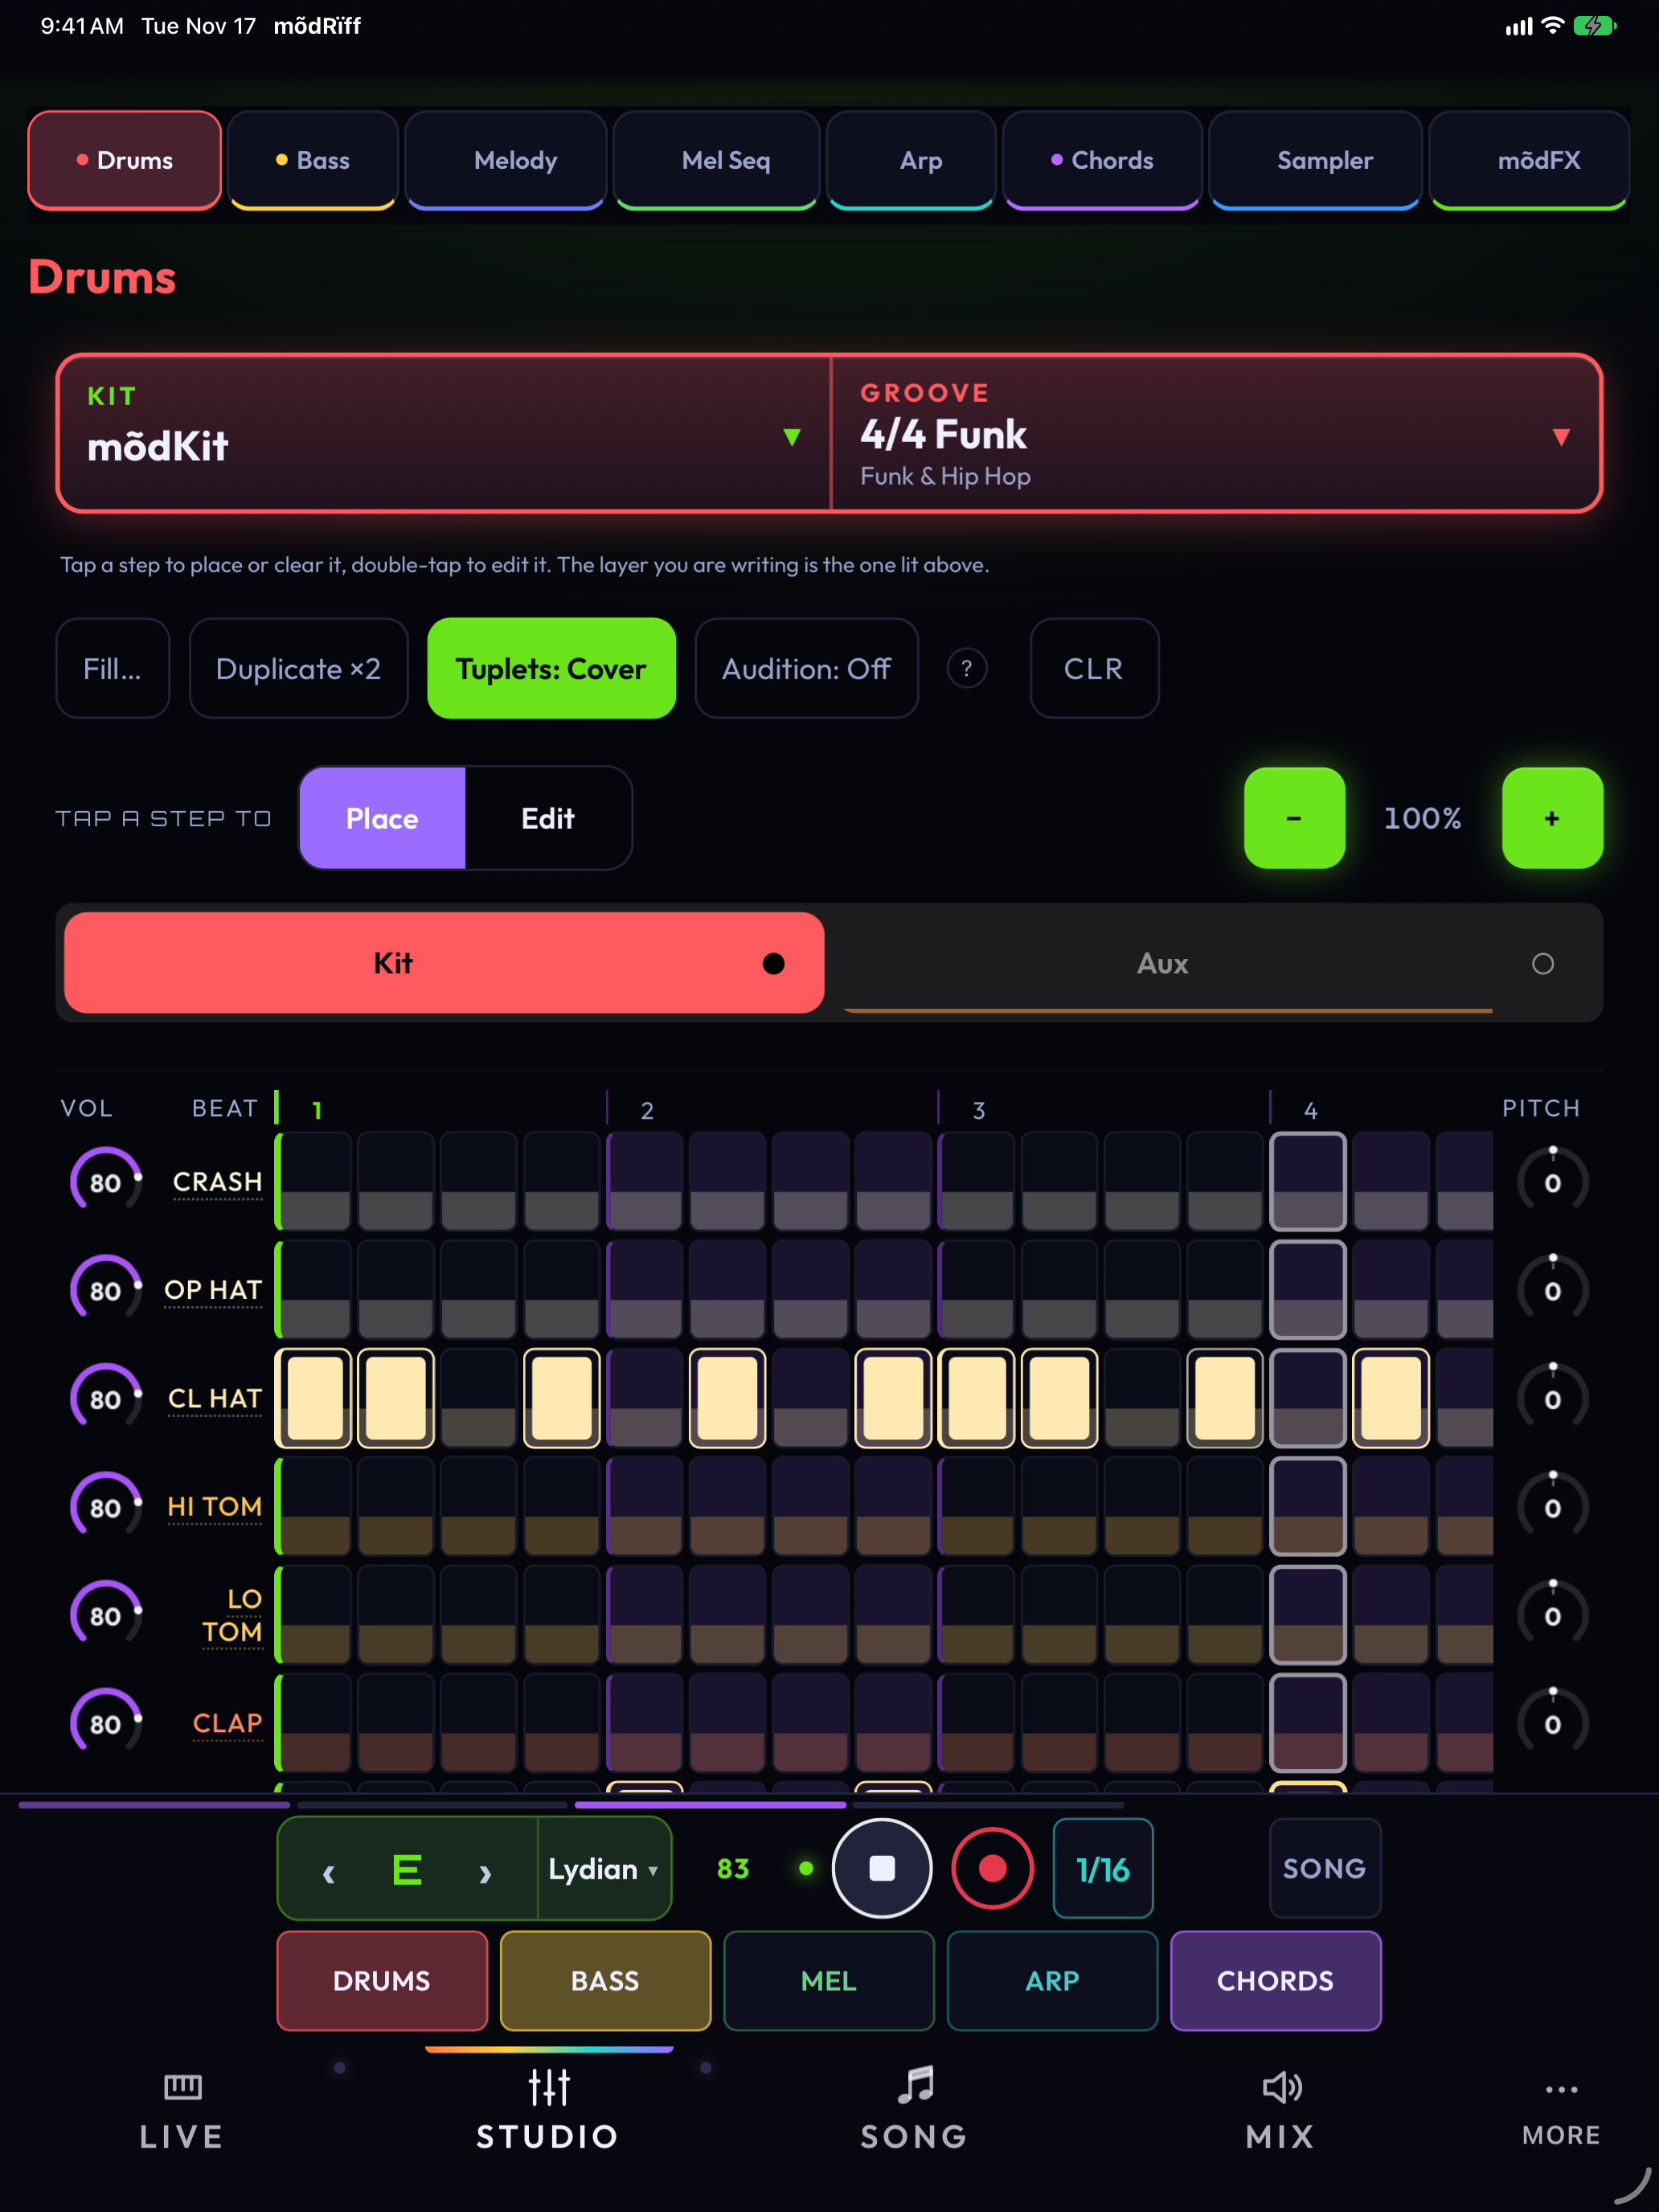 9:41 AM Tue Nov 17 mõdRïff
Drums
Bass
Melody
Mel Seq
Arp
Chords
Sampler
mõdFX
Drums
KIT
mõdKit
GROOVE
4/4 Funk
Funk & Hip Hop
Tap a step to place or clear it, double-tap to edit it. The layer you are writing is the one lit above.
Fill...
Duplicate ×2
Tuplets: Cover
Audition: Off
?
CLR
TAP A STEP TO
Place
Edit
−
100%
+
Kit
Aux
VOL
BEAT
1
2
3
4
PITCH
80
CRASH
0
80
OP HAT
0
80
CL HAT
0
80
HI TOM
0
80
LO
TOM
0
80
CLAP
0
‹ E ›
Lydian ▾
83
1/16
SONG
DRUMS
BASS
MEL
ARP
CHORDS
LIVE
STUDIO
SONG
MIX
MORE